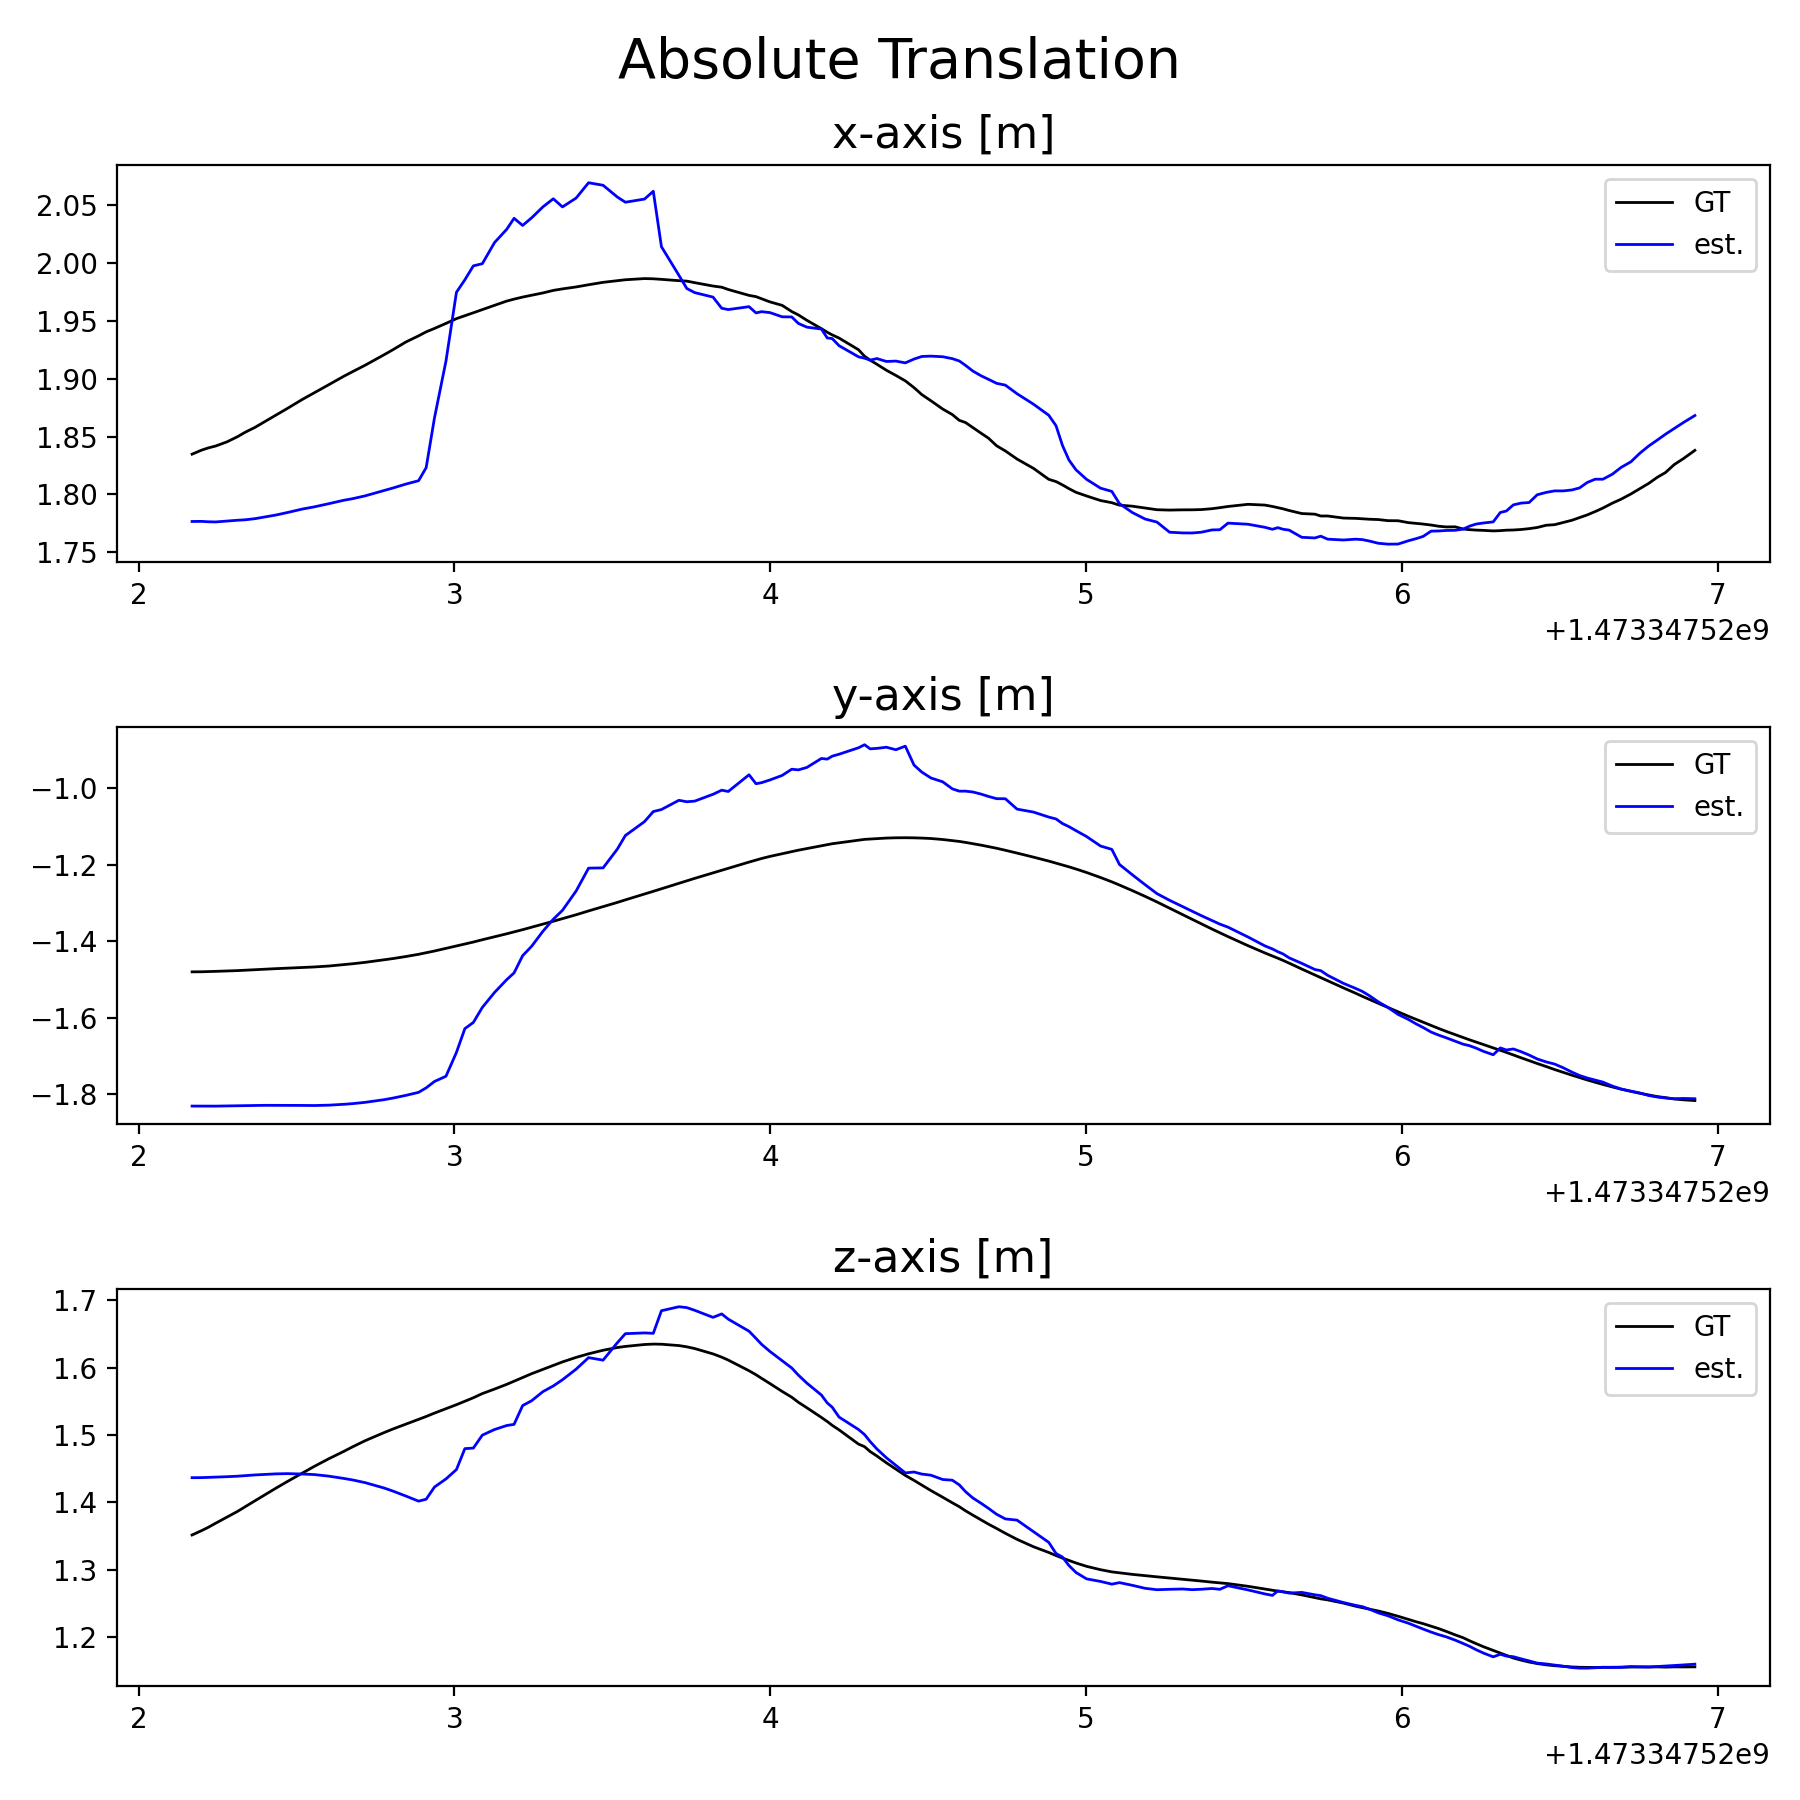 Absolute Translation
x-axis [m]
GT
est.
2.05
2.00
1.95
1.90
1.85
1.80
1.75
2 3 4 5 6 7
+1.47334752e9
y-axis [m]
GT
est.
−1.0
−1.2
−1.4
−1.6
−1.8
2 3 4 5 6 7
+1.47334752e9
z-axis [m]
GT
est.
1.7
1.6
1.5
1.4
1.3
1.2
2 3 4 5 6 7
+1.47334752e9